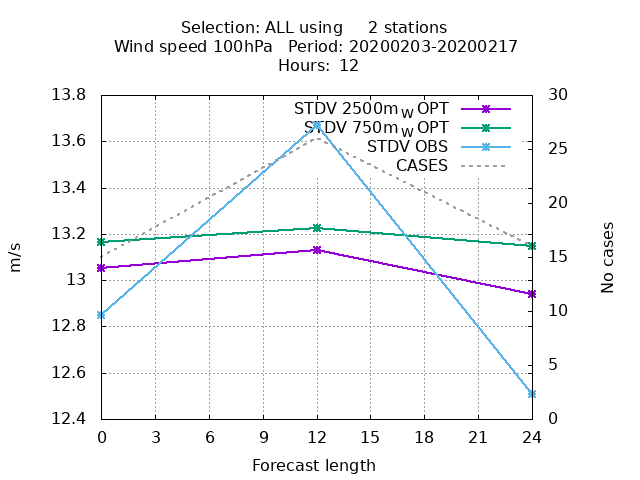 Selection: ALL using     2 stations
Wind speed 100hPa   Period: 20200203-20200217
Hours:  12
13.8
13.6
13.4
13.2
13
12.8
12.6
12.4
30
25
20
15
10
5
0
STDV 2500m W OPT
STDV 750m W OPT
STDV OBS
CASES
m/s
No cases
0 3 6 9 12 15 18 21 24
Forecast length